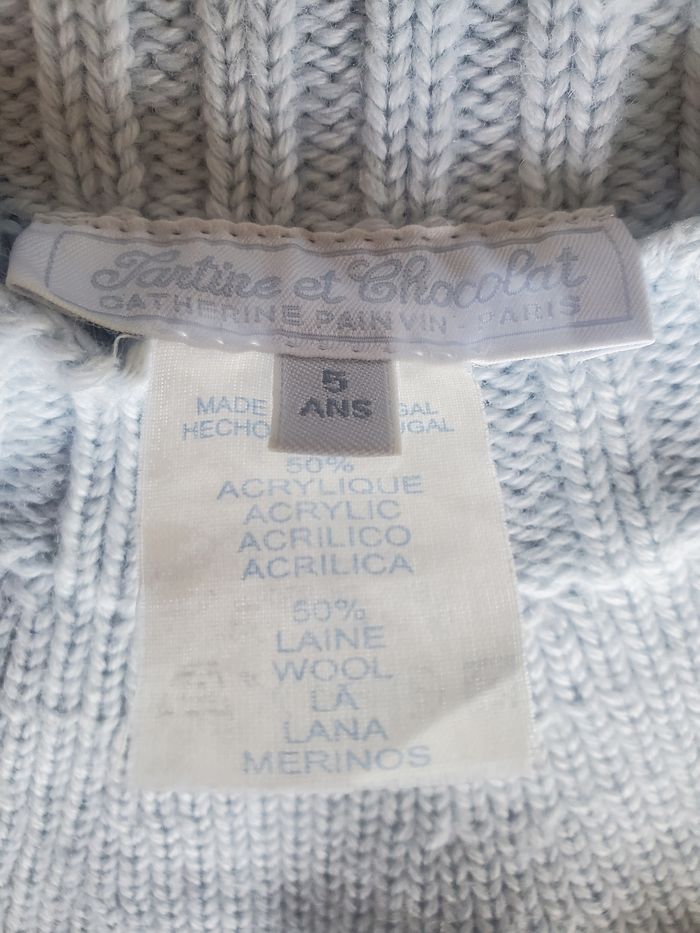 Tartine et Chocolat
CATHERINE PAINVIN - PARIS
5
ANS
MADE GAL
HECHO UGAL
50%
ACRYLIQUE
ACRYLIC
ACRILICO
ACRILICA
50%
LAINE
WOOL
LÃ
LANA
MERINOS